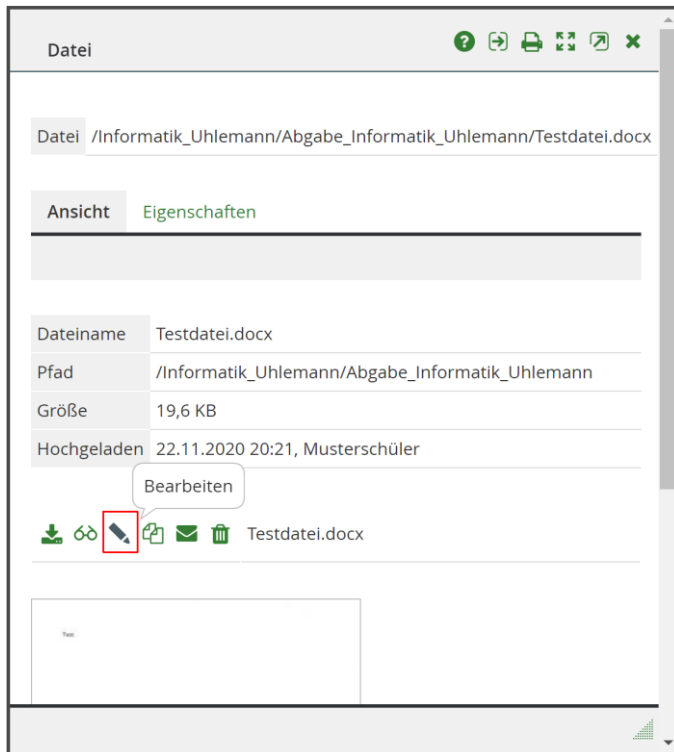 Datei
Datei /Informatik_Uhlemann/Abgabe_Informatik_Uhlemann/Testdatei.docx
Ansicht Eigenschaften
Dateiname Testdatei.docx
Pfad /Informatik_Uhlemann/Abgabe_Informatik_Uhlemann
Größe 19,6 KB
Hochgeladen 22.11.2020 20:21, Musterschüler
Bearbeiten
Testdatei.docx
Test